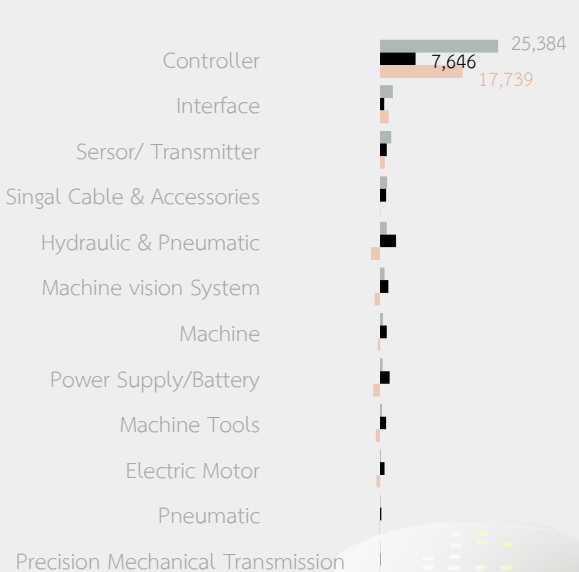 Controller
25,384
7,646
17,739
Interface
Sersor/ Transmitter
Singal Cable & Accessories
Hydraulic & Pneumatic
Machine vision System
Machine
Power Supply/Battery
Machine Tools
Electric Motor
Pneumatic
Precision Mechanical Transmission